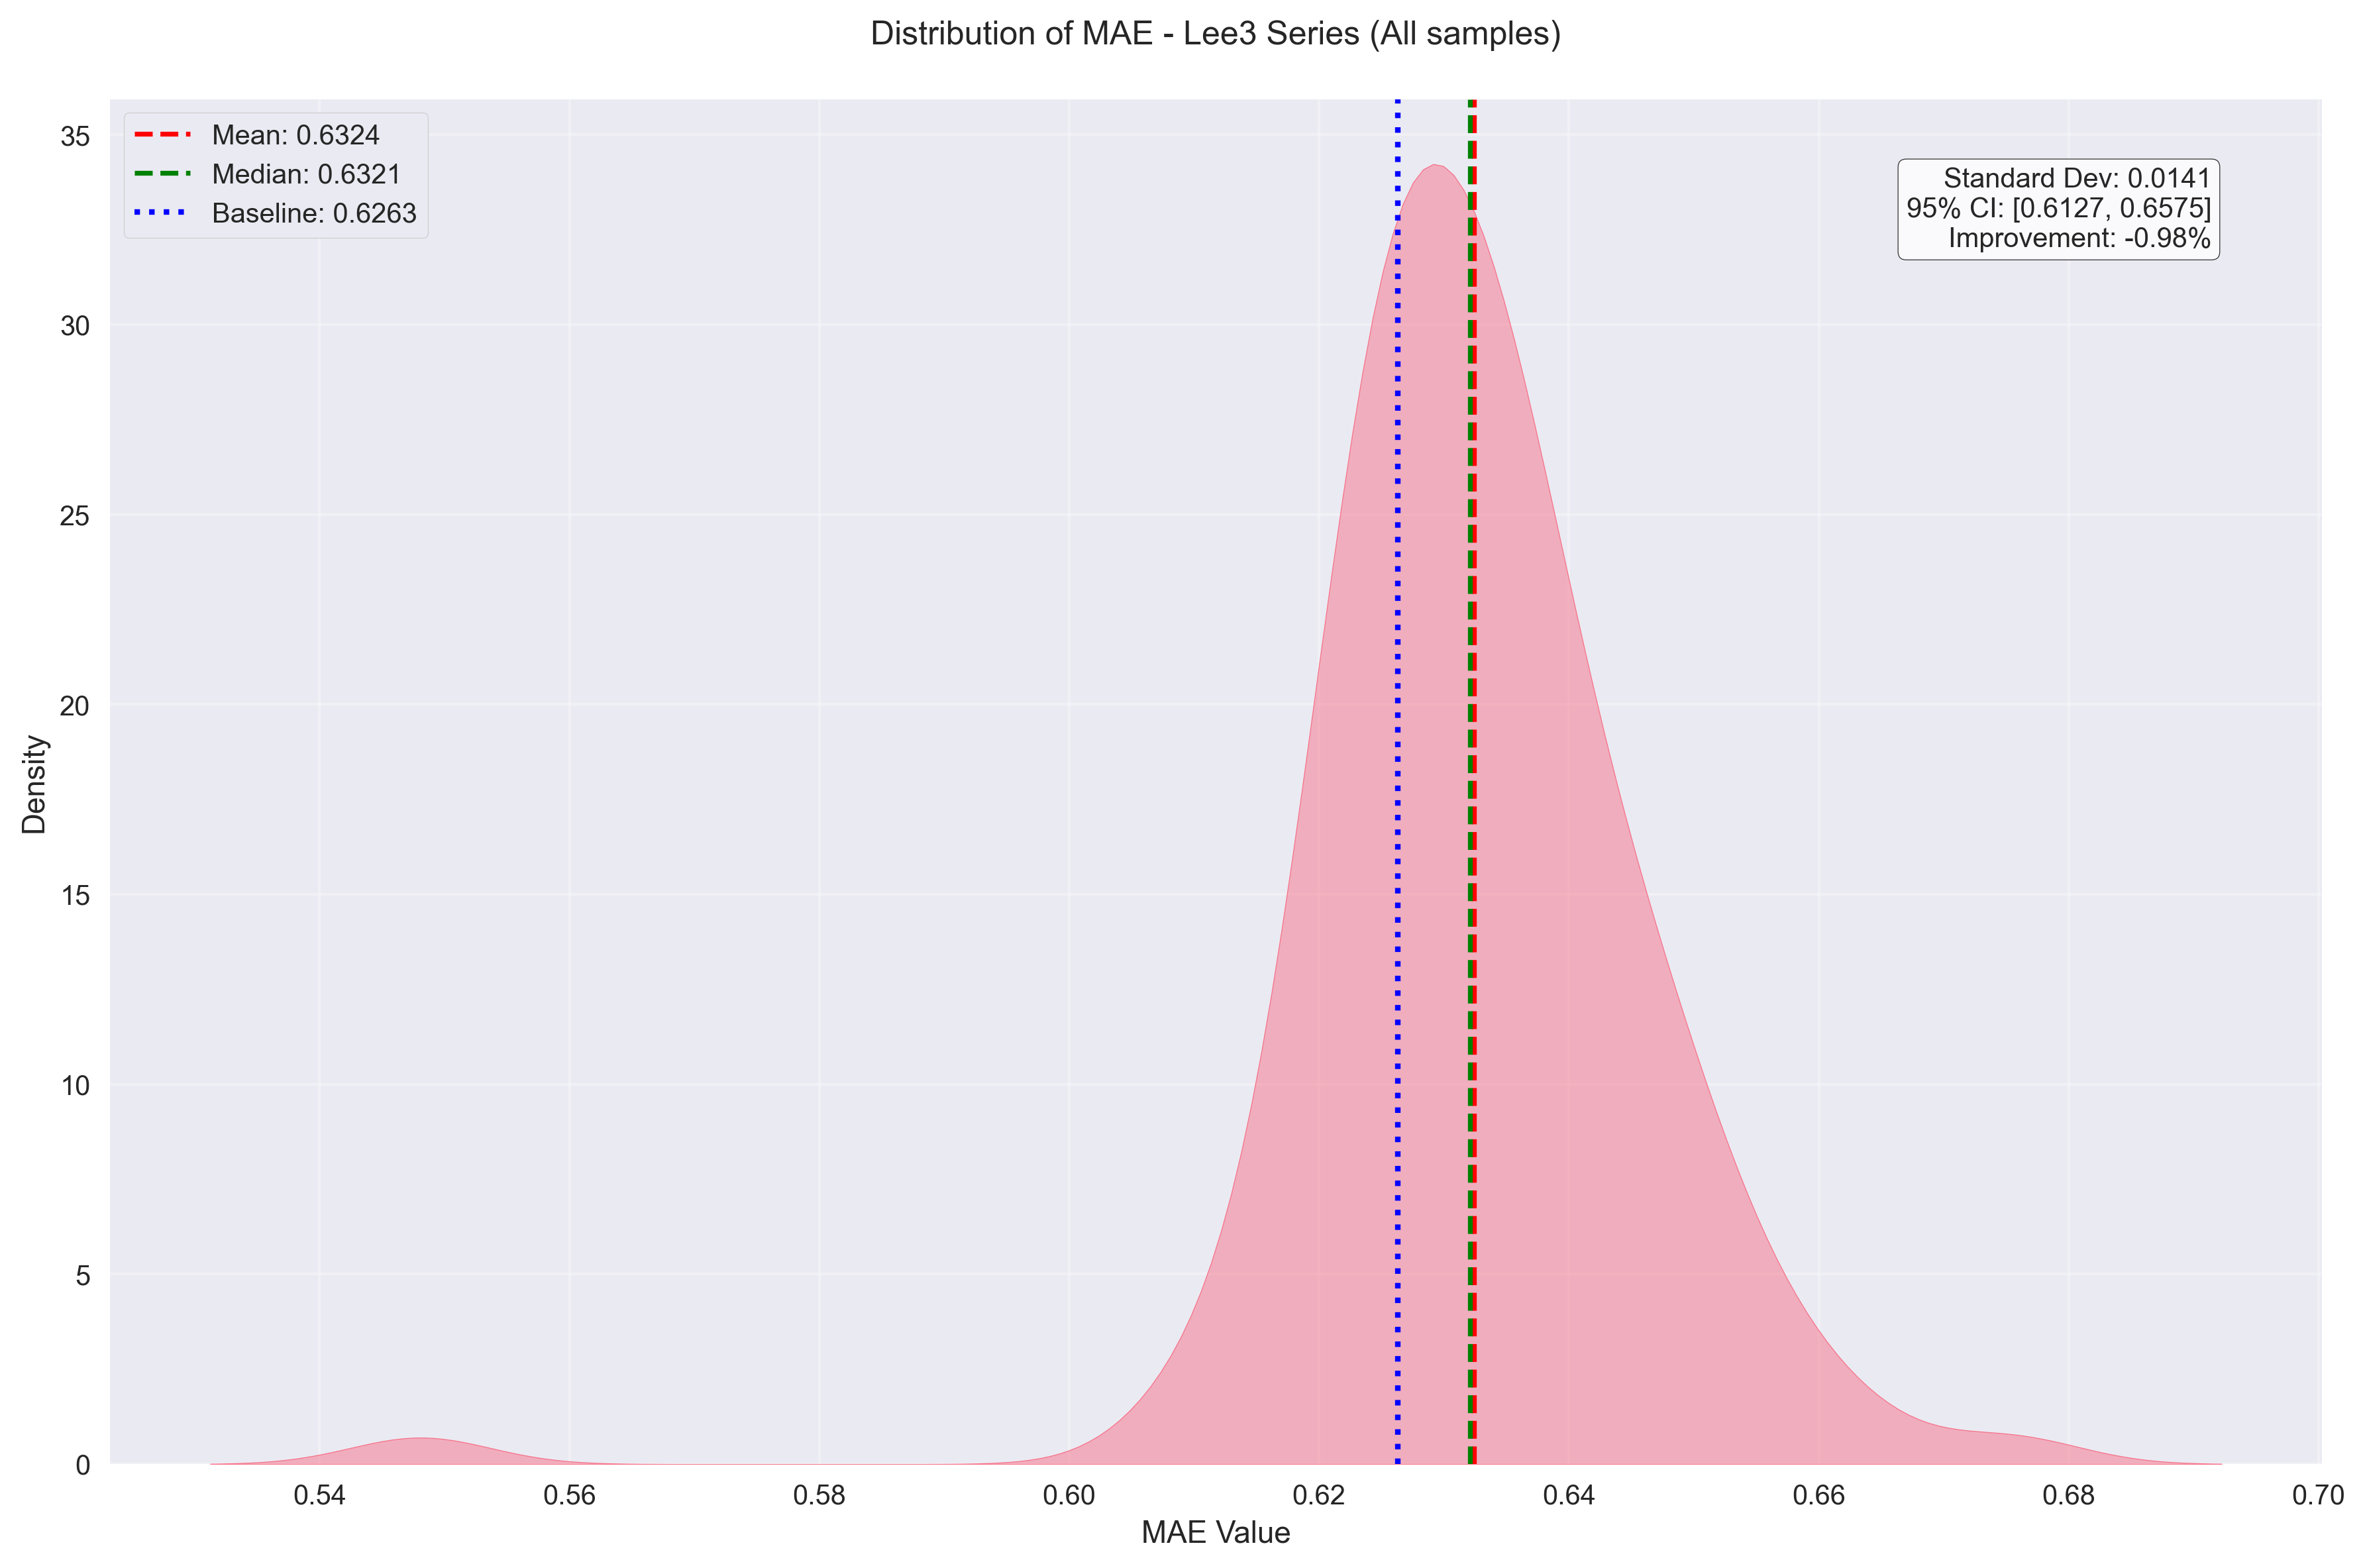 Distribution of MAE - Lee3 Series (All samples)
Mean: 0.6324
Median: 0.6321
Baseline: 0.6263
Standard Dev: 0.0141
95% CI: [0.6127, 0.6575]
Improvement: -0.98%
35
30
25
20
15
10
5
0
Density
0.54 0.56 0.58 0.60 0.62 0.64 0.66 0.68 0.70
MAE Value